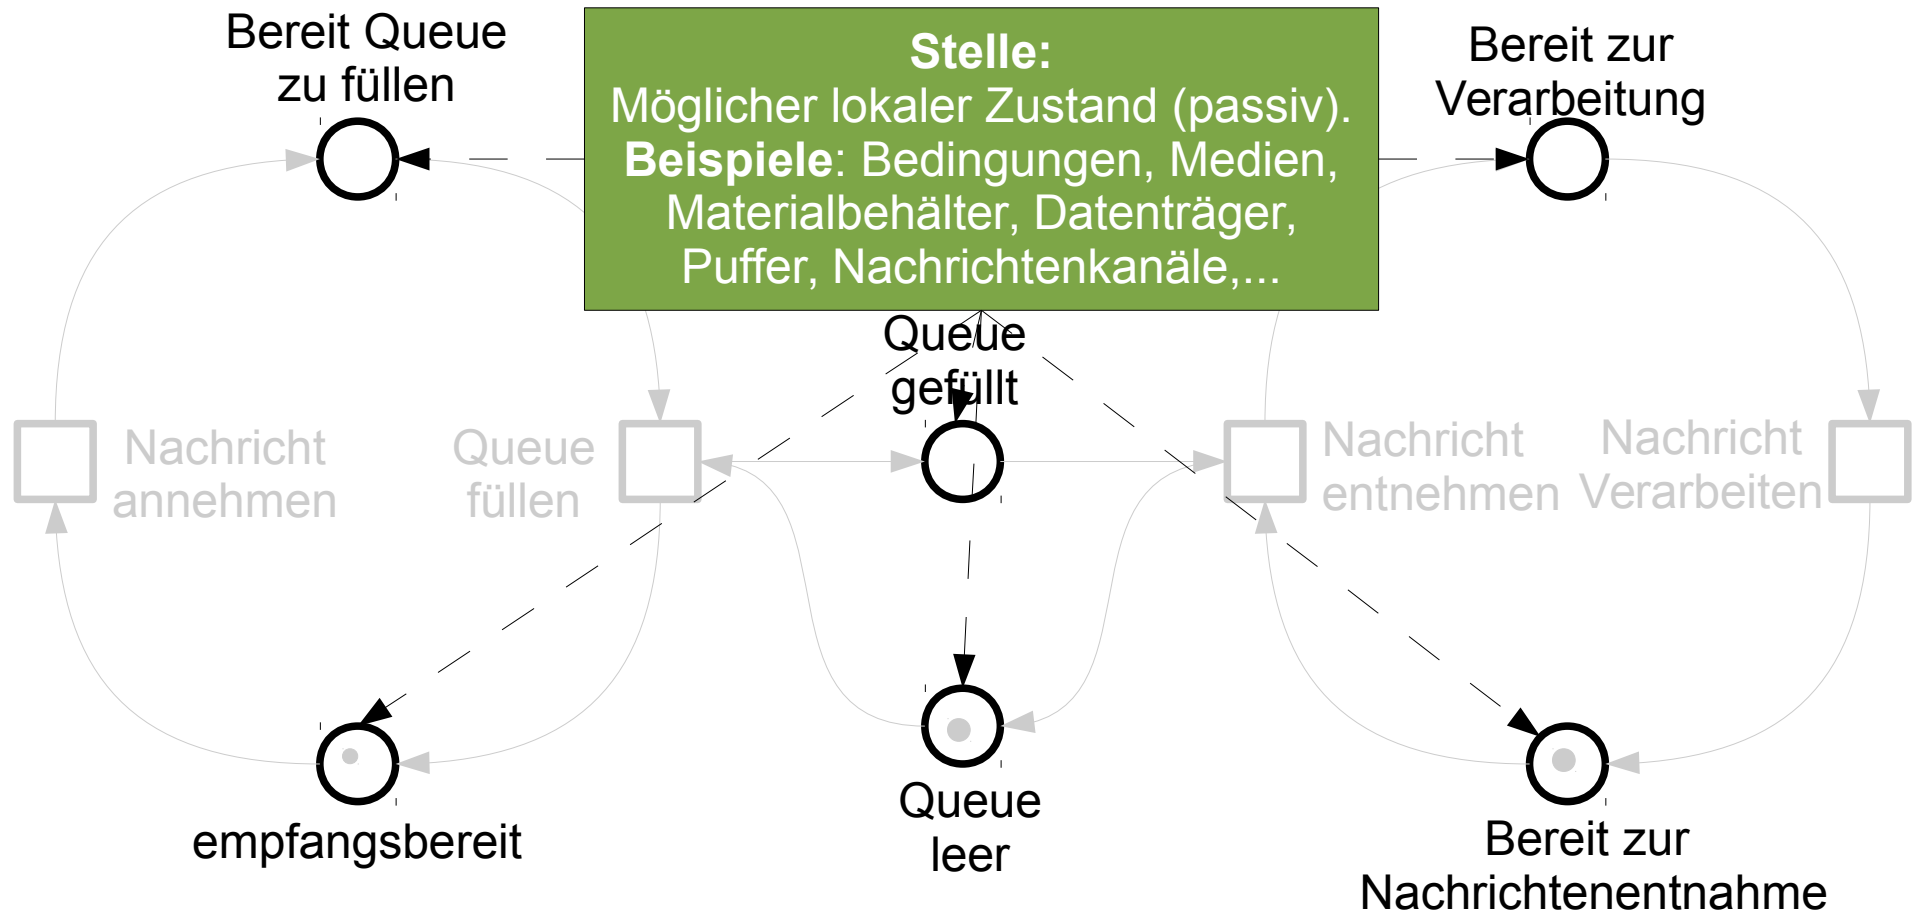 Bereit Queue
zu füllen
Stelle:
Möglicher lokaler Zustand (passiv).
Beispiele: Bedingungen, Medien,
Materialbehälter, Datenträger,
Puffer, Nachrichtenkanäle,...
Bereit zur
Verarbeitung
Queue
gefüllt
Nachricht
annehmen
Queue
füllen
Nachricht
entnehmen
Nachricht
Verarbeiten
empfangsbereit
Queue
leer
Bereit zur
Nachrichtenentnahme